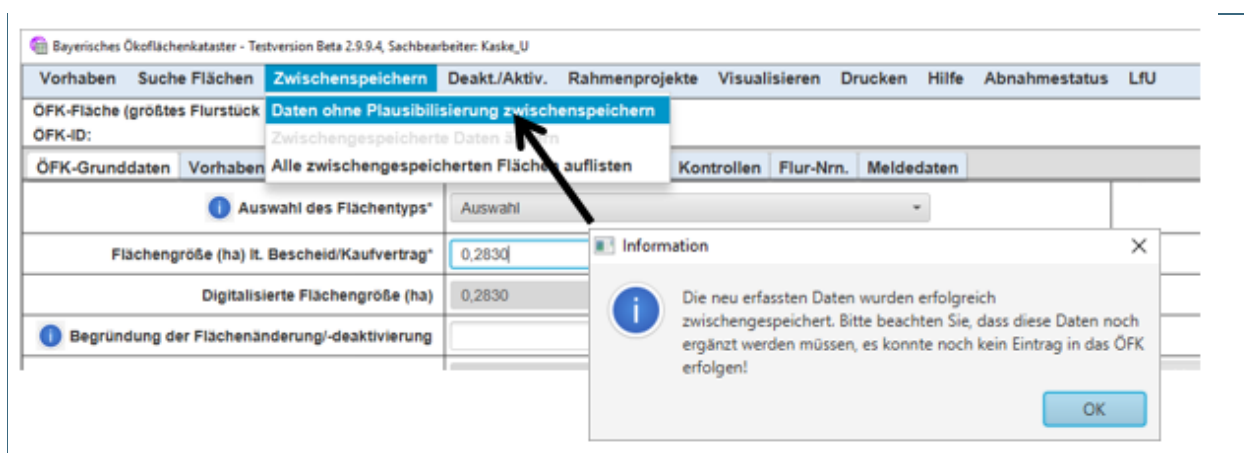 Bayerisches Ökoflächenkataster - Testversion Beta 2.9.9.4, Sachbearbeiter: Kaske_U
Vorhaben Suche Flächen Zwischenspeichern Deakt./Aktiv. Rahmenprojekte Visualisieren Drucken Hilfe Abnahmestatus LfU
ÖFK-Fläche (größtes Flurstück
Daten ohne Plausibilisierung zwischenspeichern
ÖFK-ID:
Zwischengespeicherte Daten ändern
Alle zwischengespeicherten Flächen auflisten
ÖFK-Grunddaten Vorhaben Kontrollen Flur-Nrn. Meldedaten
Auswahl des Flächentyps* Auswahl
Flächengröße (ha) lt. Bescheid/Kaufvertrag* 0,2830
Digitalisierte Flächengröße (ha) 0,2830
Begründung der Flächenänderung/-deaktivierung
Information
Die neu erfassten Daten wurden erfolgreich
zwischengespeichert. Bitte beachten Sie, dass diese Daten noch
ergänzt werden müssen, es konnte noch kein Eintrag in das ÖFK
erfolgen!
OK